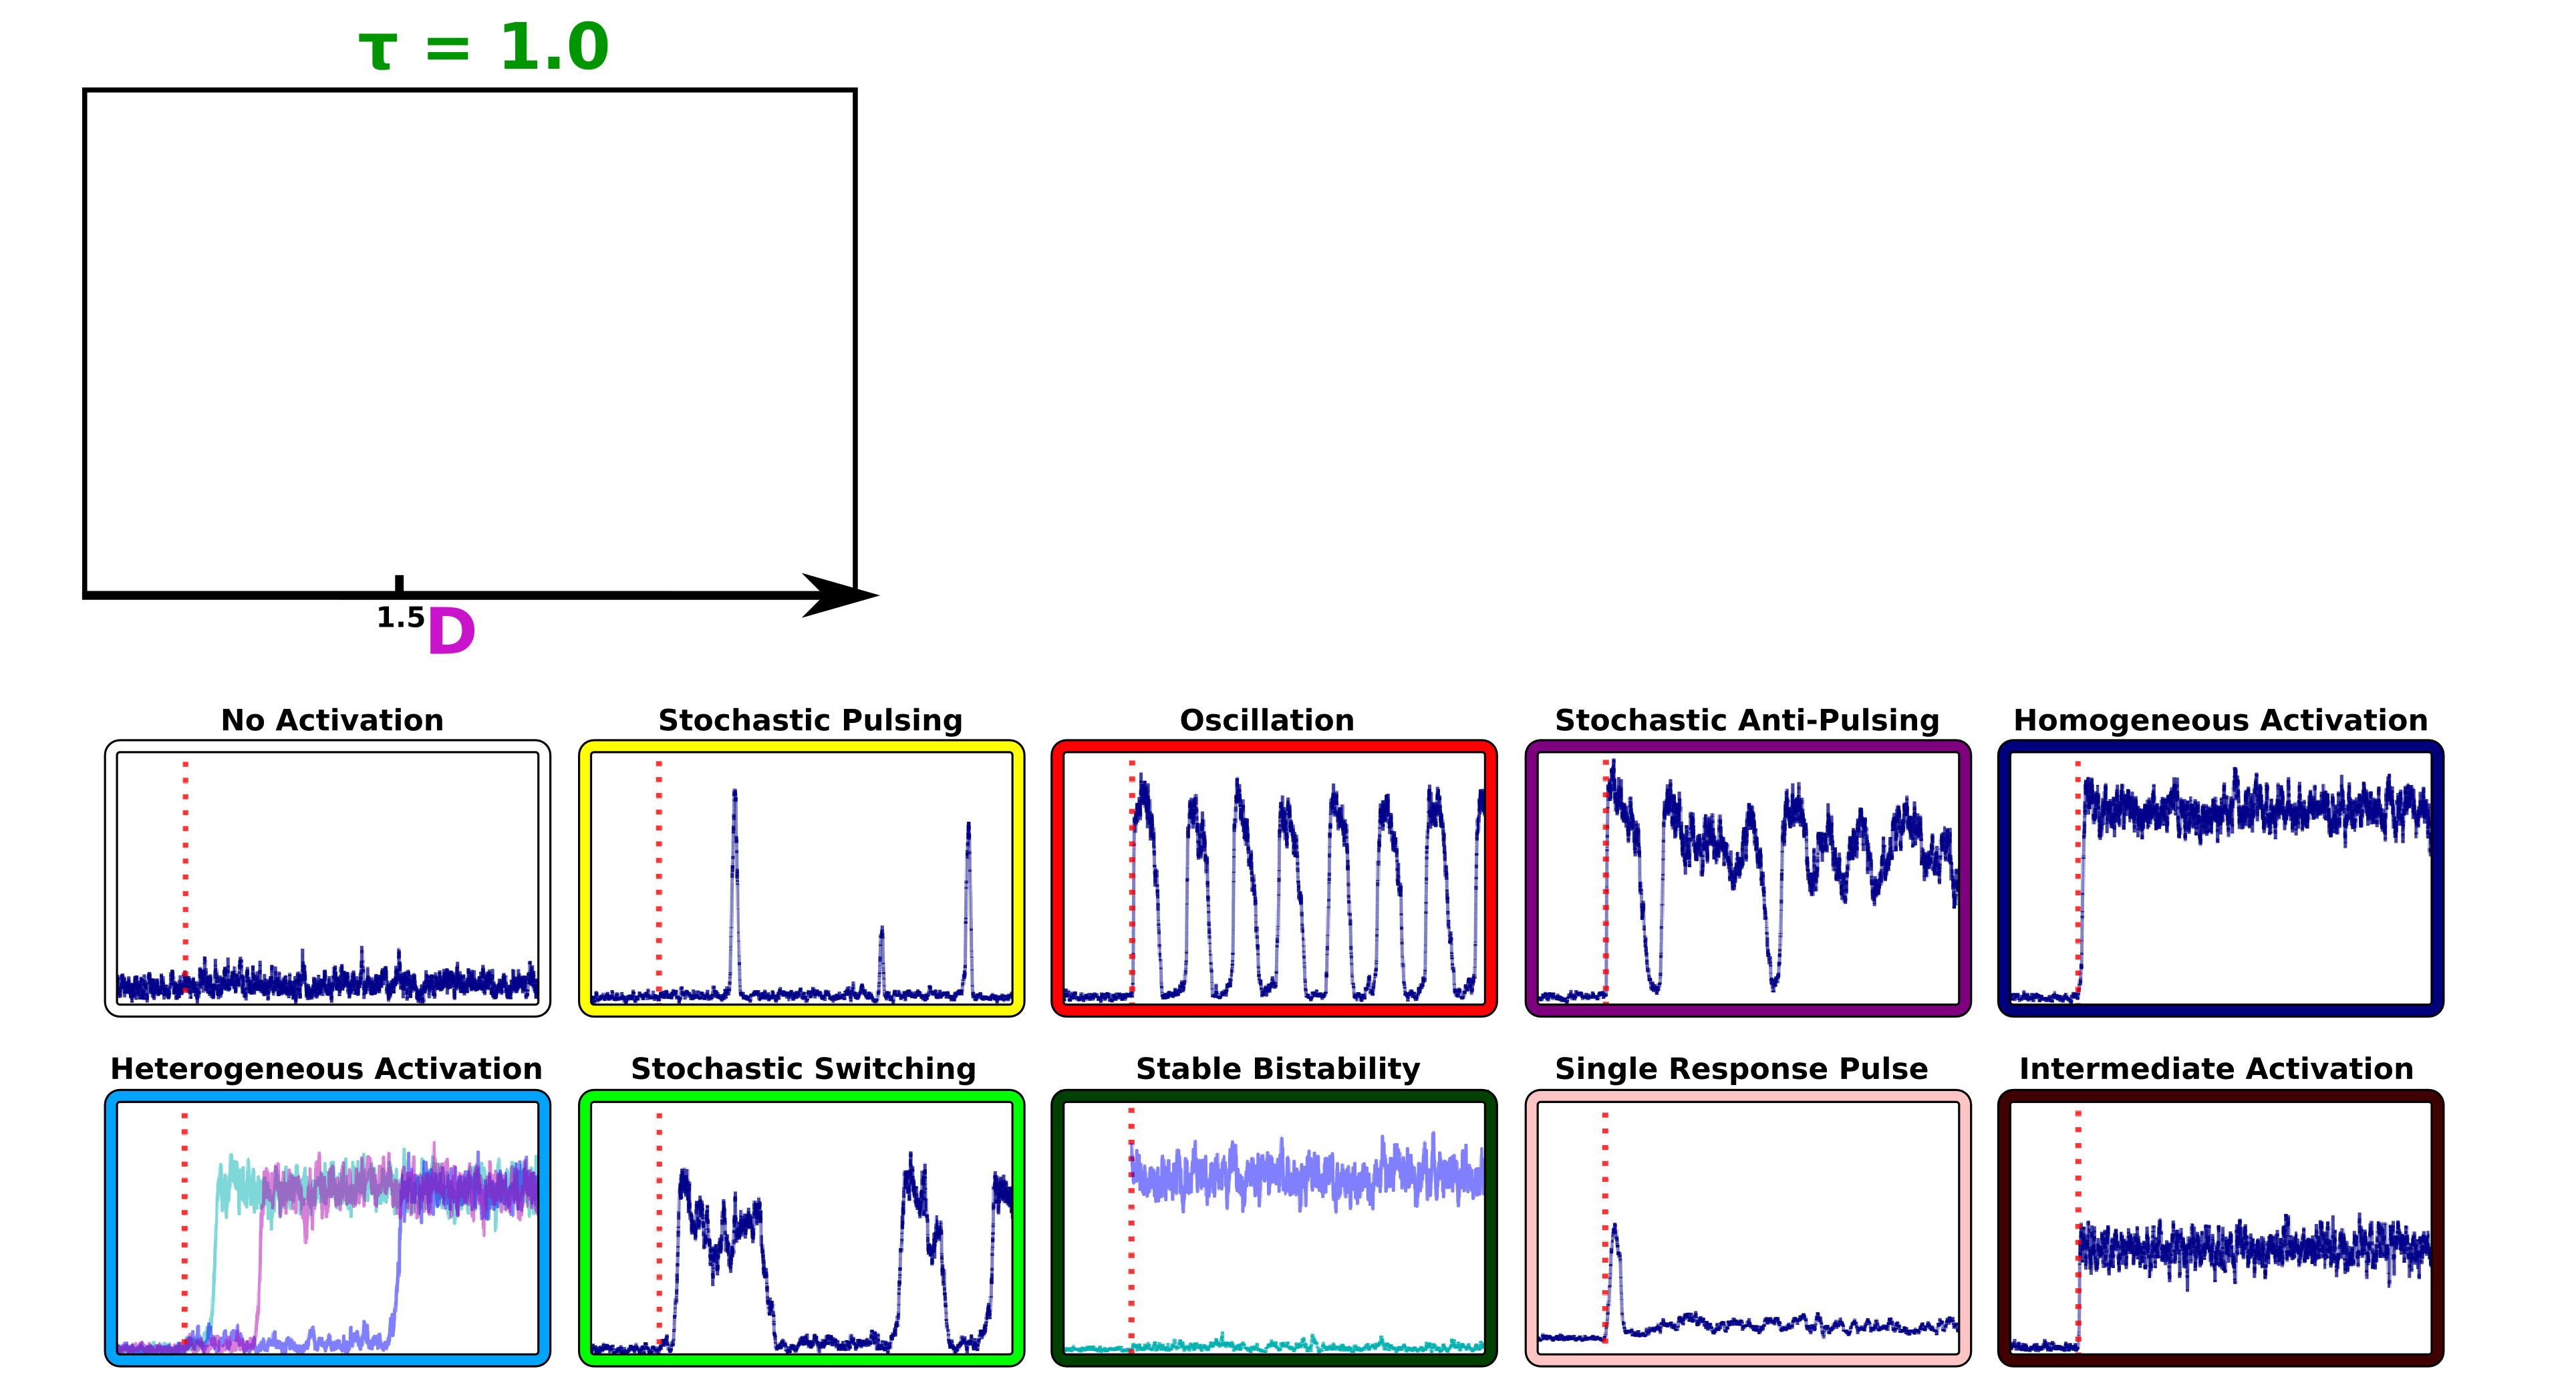 τ = 1.0
1.5
D
No Activation
Stochastic Pulsing
Oscillation
Stochastic Anti-Pulsing
Homogeneous Activation
Heterogeneous Activation
Stochastic Switching
Stable Bistability
Single Response Pulse
Intermediate Activation